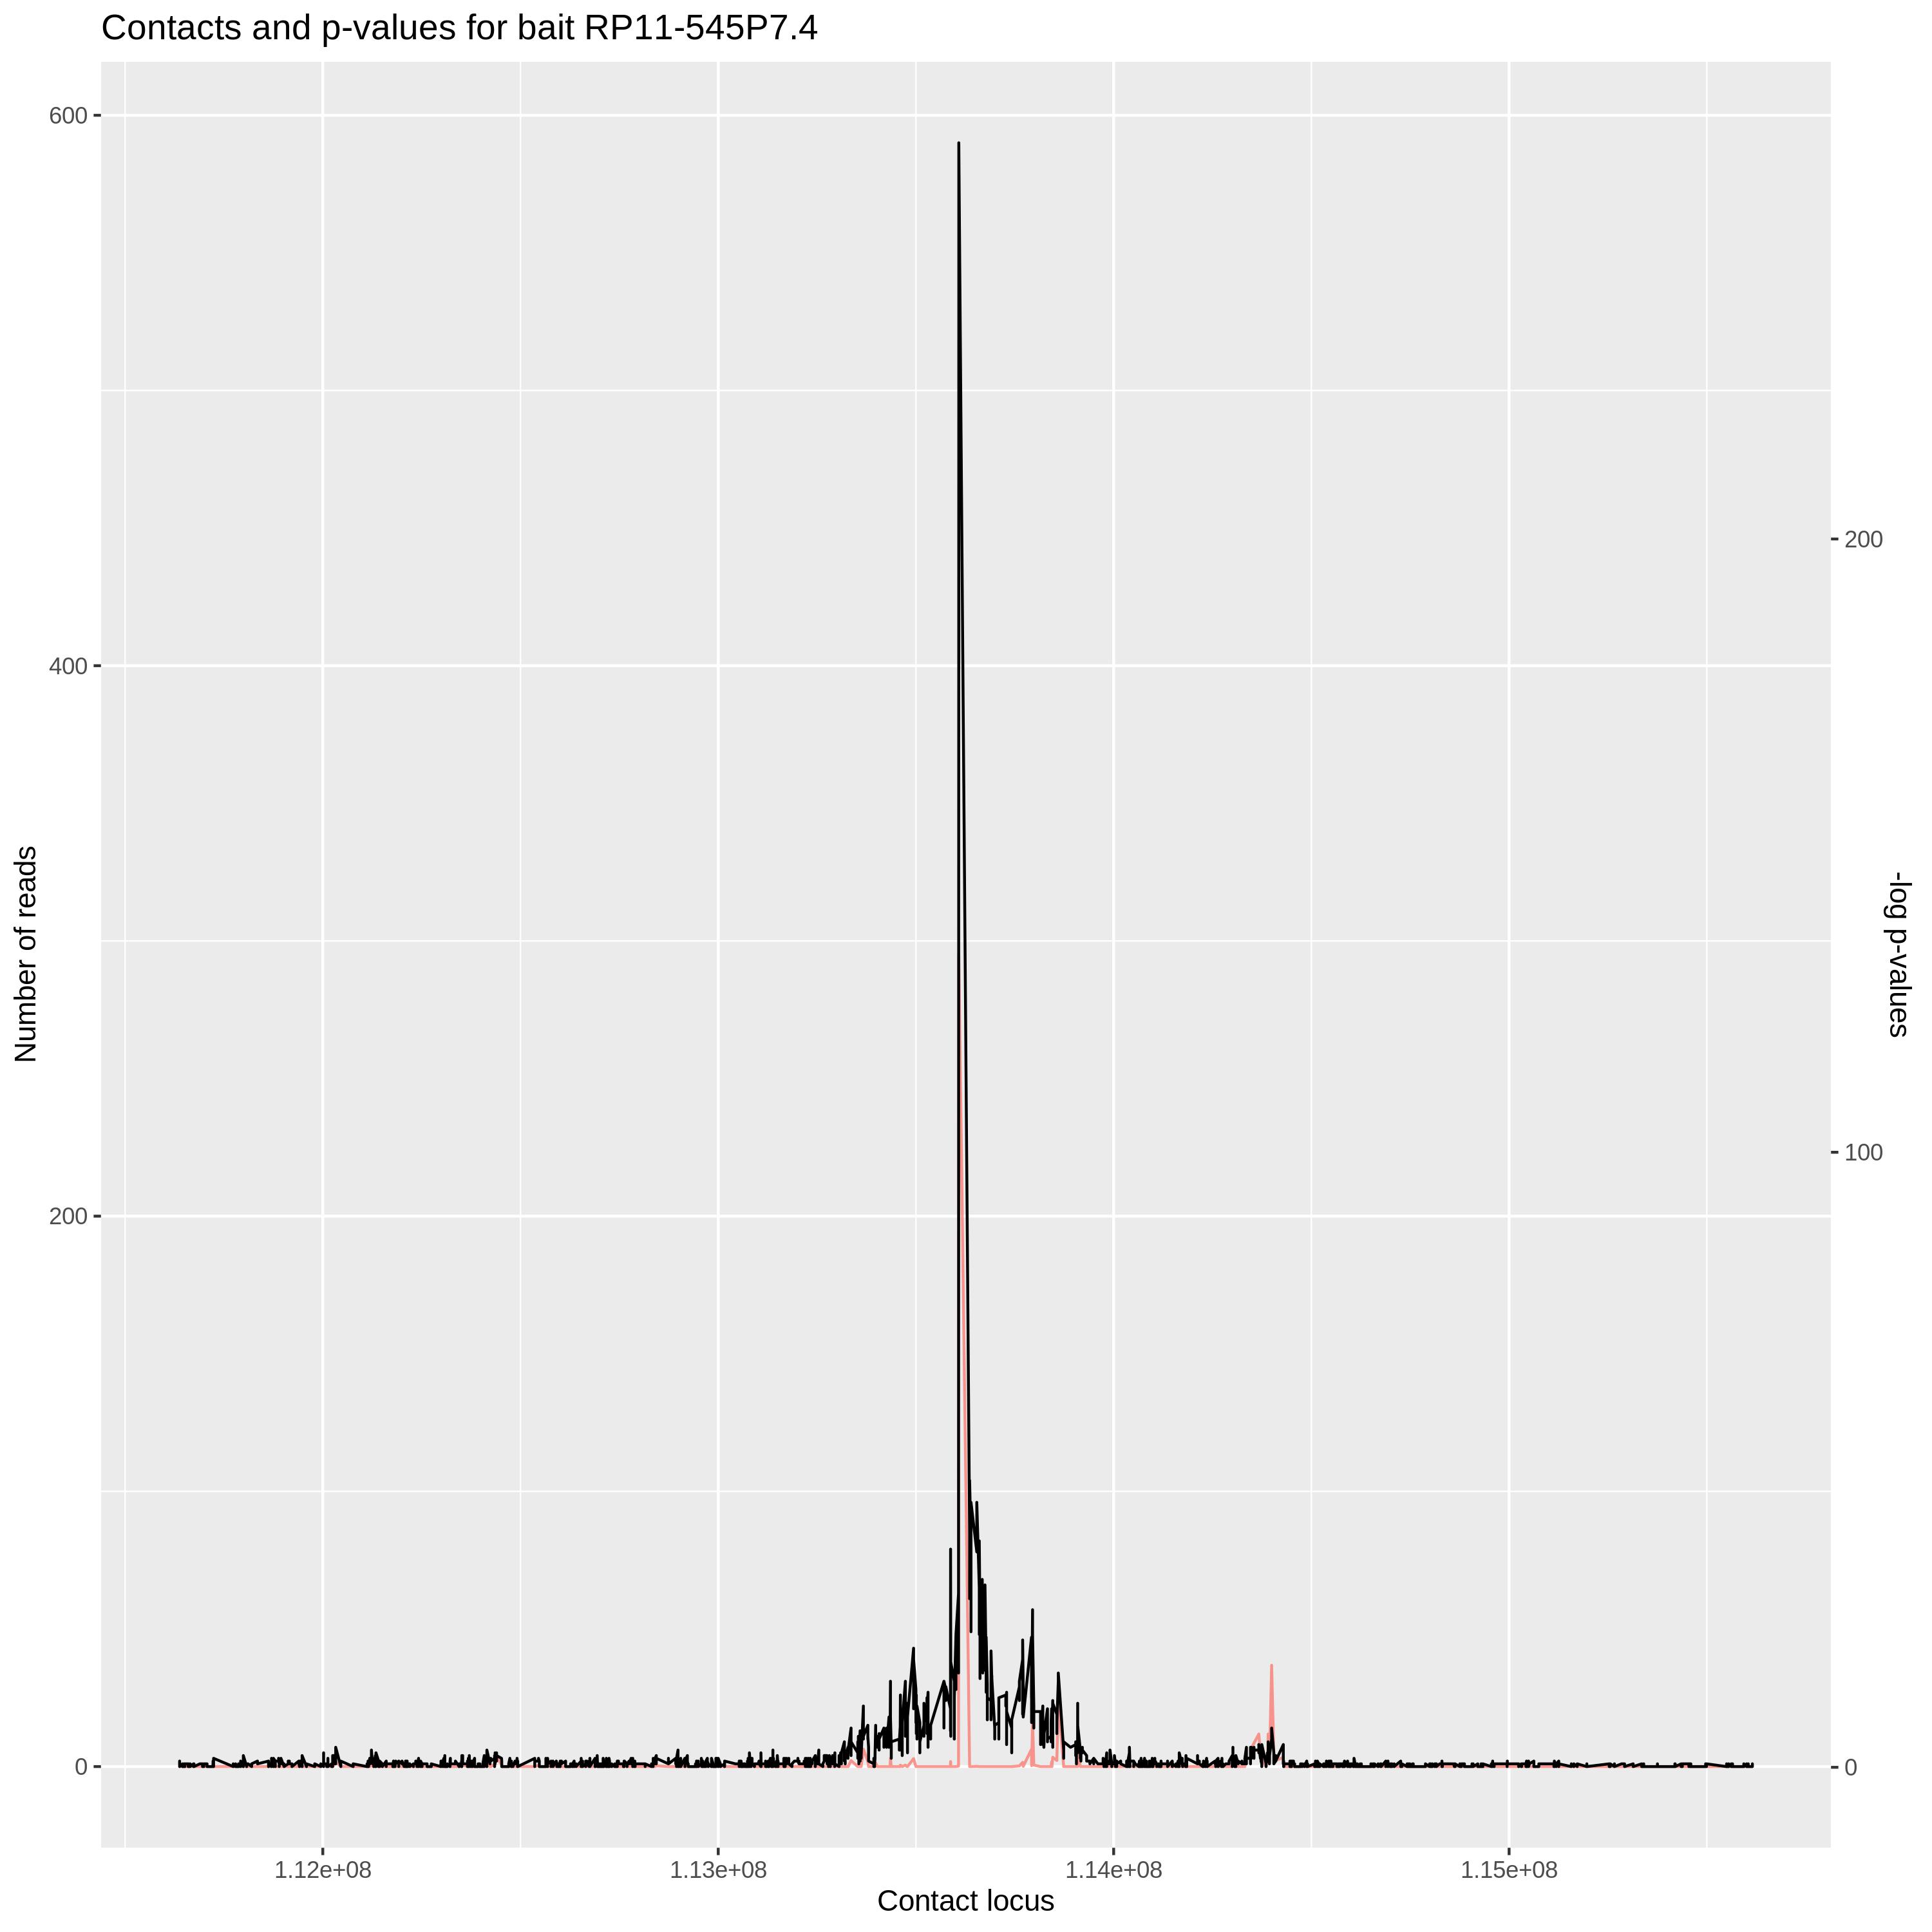 Contacts and p-values for bait RP11-545P7.4
600
400
200
0
Number of reads
200
100
0
-log p-values
1.12e+08
1.13e+08
1.14e+08
1.15e+08
Contact locus